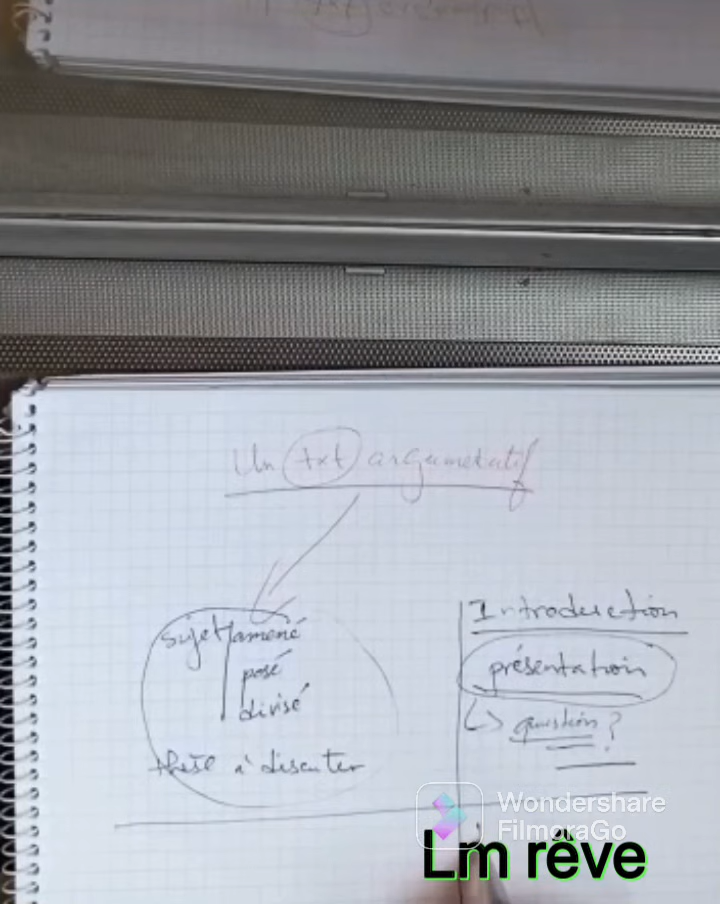 Un txt argumentatif
sujet amené
posé
divisé
thèse à discuter
Introduction
présentation
question ?
Wondershare
FilmoraGo
Lm rêve